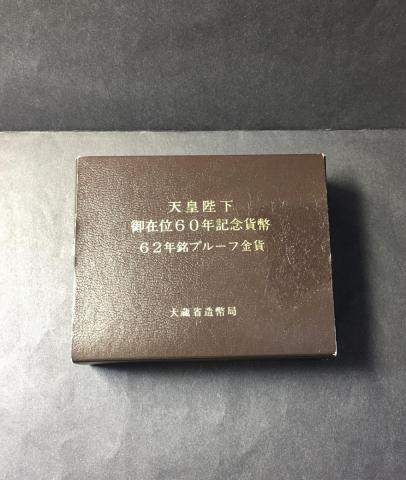 天皇陛下
御在位60年記念貨幣
62年銘プルーフ金貨
大蔵省造幣局